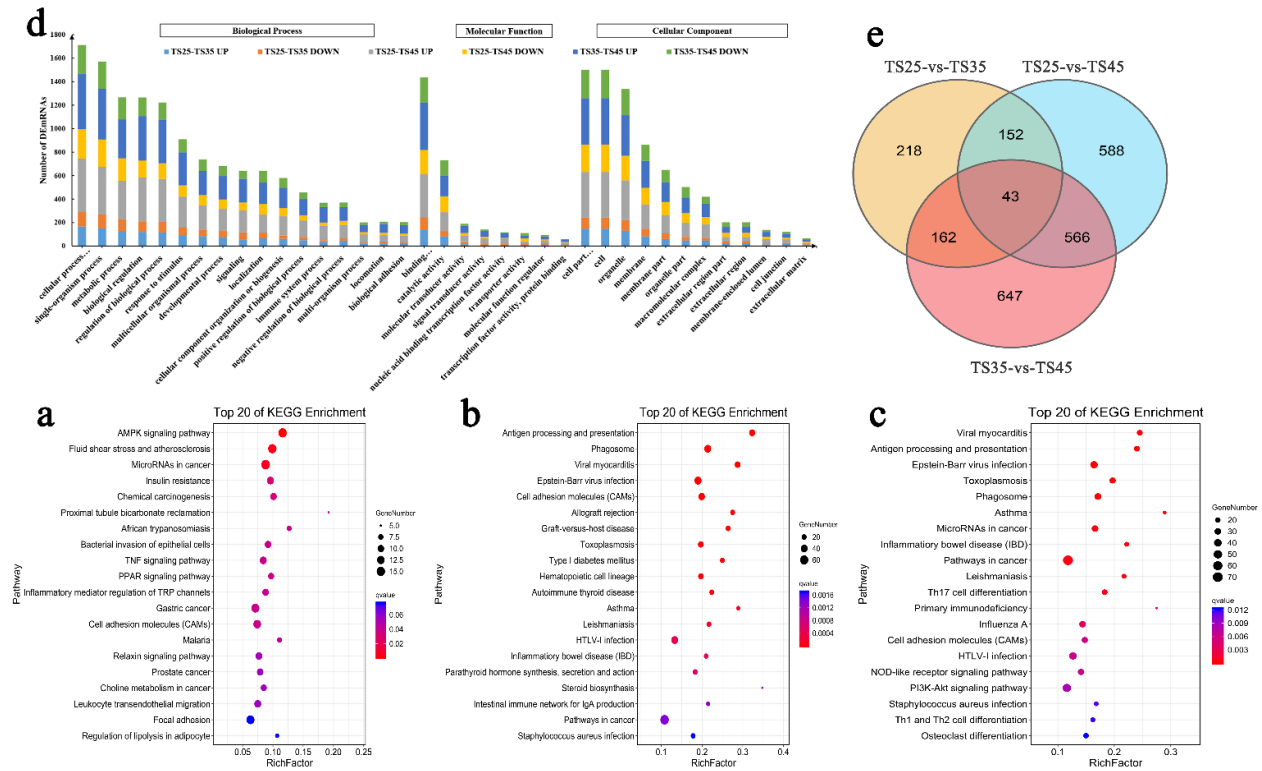 d
Biological Process
Molecular Function
Cellular Component
TS25-TS35 UP
TS25-TS35 DOWN
TS25-TS45 UP
TS25-TS45 DOWN
TS35-TS45 UP
TS35-TS45 DOWN
Number of DEmRNAs
1800
1600
1400
1200
1000
800
600
400
200
0
cellular process…
single-organism process
metabolic process
biological regulation
regulation of biological process
response to stimulus
multicellular organismal process
developmental process
signaling
localization
cellular component organization or biogenesis
positive regulation of biological process
immune system process
negative regulation of biological process
multi-organism process
locomotion
biological adhesion
binding…
catalytic activity
molecular transducer activity
signal transducer activity
nucleic acid binding transcription factor activity
transporter activity
molecular function regulator
transcription factor activity, protein binding
cell part…
cell
organelle
membrane
membrane part
organelle part
macromolecular complex
extracellular region part
extracellular region
membrane-enclosed lumen
cell junction
extracellular matrix
e
TS25-vs-TS35
TS25-vs-TS45
218
152
588
43
162
566
647
TS35-vs-TS45
a
Top 20 of KEGG Enrichment
Pathway
AMPK signaling pathway
Fluid shear stress and atherosclerosis
MicroRNAs in cancer
Insulin resistance
Chemical carcinogenesis
Proximal tubule bicarbonate reclamation
African trypanosomiasis
Bacterial invasion of epithelial cells
TNF signaling pathway
PPAR signaling pathway
Inflammatory mediator regulation of TRP channels
Gastric cancer
Cell adhesion molecules (CAMs)
Malaria
Relaxin signaling pathway
Prostate cancer
Choline metabolism in cancer
Leukocyte transendothelial migration
Focal adhesion
Regulation of lipolysis in adipocyte
0.05 0.10 0.15 0.20 0.25
RichFactor
GeneNumber
5.0
7.5
10.0
12.5
15.0
qvalue
0.06
0.04
0.02
b
Top 20 of KEGG Enrichment
Pathway
Antigen processing and presentation
Phagosome
Viral myocarditis
Epstein-Barr virus infection
Cell adhesion molecules (CAMs)
Allograft rejection
Graft-versus-host disease
Toxoplasmosis
Type I diabetes mellitus
Hematopoietic cell lineage
Autoimmune thyroid disease
Asthma
Leishmaniasis
HTLV-I infection
Inflammatory bowel disease (IBD)
Parathyroid hormone synthesis, secretion and action
Steroid biosynthesis
Intestinal immune network for IgA production
Pathways in cancer
Staphylococcus aureus infection
0.1 0.2 0.3 0.4
RichFactor
GeneNumber
20
40
60
qvalue
0.0016
0.0012
0.0008
0.0004
c
Top 20 of KEGG Enrichment
Pathway
Viral myocarditis
Antigen processing and presontation
Epstein-Barr virus infection
Toxoplasmosis
Phagosome
Asthma
MicroRNAs in cancer
Inflammatory bowel disease (IBD)
Pathways in cancer
Leishmaniasis
Th17 cell differentiation
Primary immunodeficiency
Influenza A
Cell adhesion molecules (CAMs)
HTLV-I infection
NOD-like receptor signaling pathway
PI3K-Akt signaling pathway
Staphylococcus aureus infection
Th1 and Th2 cell differontiation
Osteoclast differentiation
0.1 0.2 0.3
RichFactor
GeneNumber
20
30
40
50
60
70
qvalue
0.012
0.009
0.006
0.003